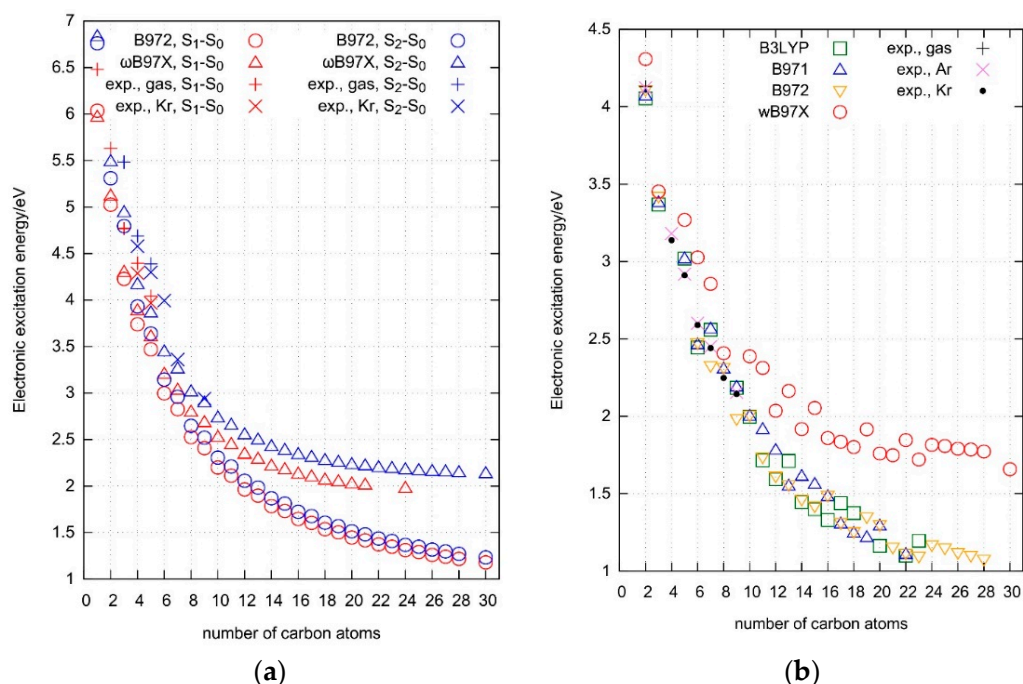 7
6.5
6
5.5
5
4.5
4
3.5
3
2.5
2
1.5
1
Electronic excitation energy/eV
B972, S₁-S₀
ωB97X, S₁-S₀
exp., gas, S₁-S₀
exp., Kr, S₁-S₀
B972, S₂-S₀
ωB97X, S₂-S₀
exp., gas, S₂-S₀
exp., Kr, S₂-S₀
0 2 4 6 8 10 12 14 16 18 20 22 24 26 28 30
number of carbon atoms
(a)
4.5
4
3.5
3
2.5
2
1.5
1
Electronic excitation energy/eV
B3LYP
B971
B972
wB97X
exp., gas
exp., Ar
exp., Kr
0 2 4 6 8 10 12 14 16 18 20 22 24 26 28 30
number of carbon atoms
(b)